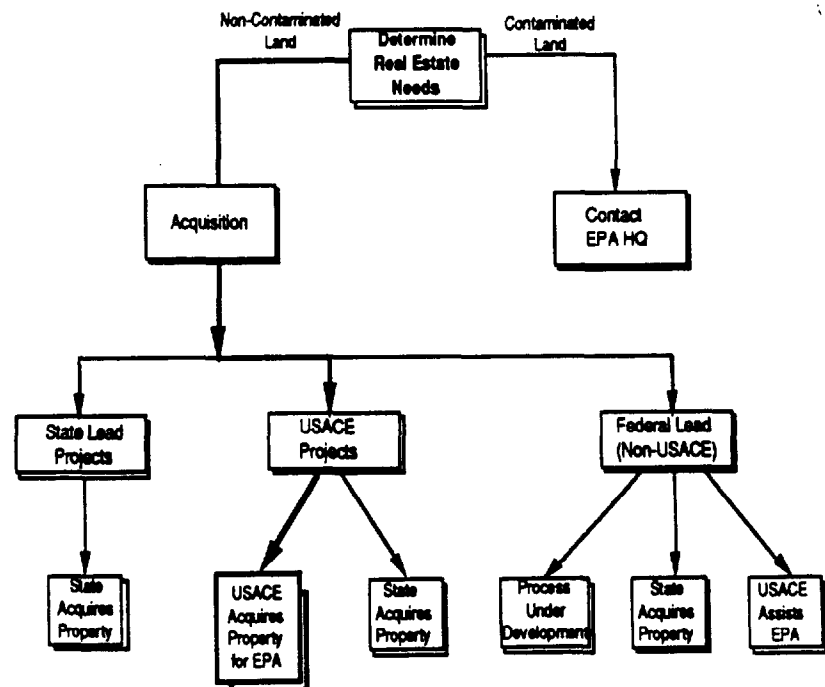 Non-Contaminated
Land
Determine
Real Estate
Needs
Contaminated
Land
Acquisition
Contact
EPA HQ
State Lead
Projects
USACE
Projects
Federal Lead
(Non-USACE)
State
Acquires
Property
USACE
Acquires
Property
for EPA
State
Acquires
Property
Process
Under
Development
State
Acquires
Property
USACE
Assists
EPA